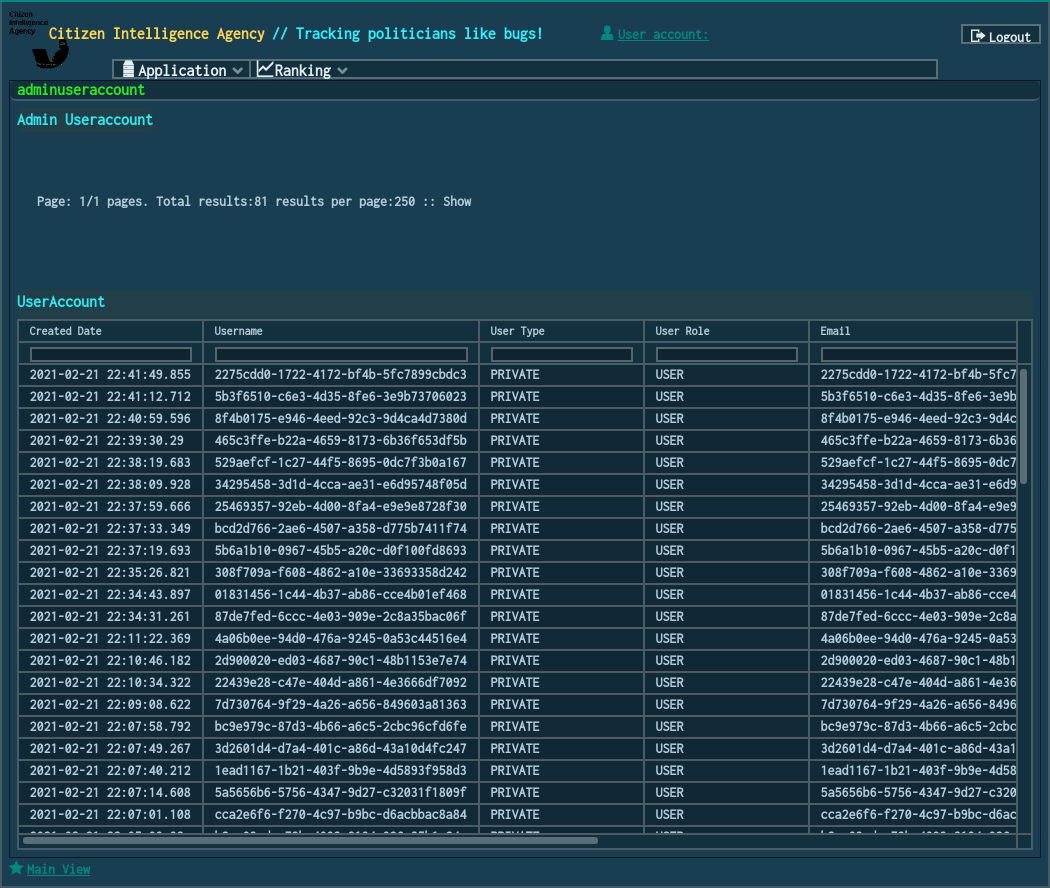 Citizen
Intelligence
Agency
Citizen Intelligence Agency // Tracking politicians like bugs!
User account:
Logout
Application Ranking
adminuseraccount
Admin Useraccount
Page: 1/1 pages. Total results:81 results per page:250 :: Show
UserAccount
Created Date Username User Type User Role Email
2021-02-21 22:41:49.855 2275cdd0-1722-4172-bf4b-5fc7899cbdc3 PRIVATE USER 2275cdd0-1722-4172-bf4b-5fc7
2021-02-21 22:41:12.712 5b3f6510-c6e3-4d35-8fe6-3e9b73706023 PRIVATE USER 5b3f6510-c6e3-4d35-8fe6-3e9b
2021-02-21 22:40:59.596 8f4b0175-e946-4eed-92c3-9d4ca4d7380d PRIVATE USER 8f4b0175-e946-4eed-92c3-9d4c
2021-02-21 22:39:30.29 465c3ffe-b22a-4659-8173-6b36f653df5b PRIVATE USER 465c3ffe-b22a-4659-8173-6b36
2021-02-21 22:38:19.683 529aefcf-1c27-44f5-8695-0dc7f3b0a167 PRIVATE USER 529aefcf-1c27-44f5-8695-0dc7
2021-02-21 22:38:09.928 34295458-3d1d-4cca-ae31-e6d95748f05d PRIVATE USER 34295458-3d1d-4cca-ae31-e6d9
2021-02-21 22:37:59.666 25469357-92eb-4d00-8fa4-e9e9e8728f30 PRIVATE USER 25469357-92eb-4d00-8fa4-e9e9
2021-02-21 22:37:33.349 bcd2d766-2ae6-4507-a358-d775b7411f74 PRIVATE USER bcd2d766-2ae6-4507-a358-d775
2021-02-21 22:37:19.693 5b6a1b10-0967-45b5-a20c-d0f100fd8693 PRIVATE USER 5b6a1b10-0967-45b5-a20c-d0f1
2021-02-21 22:35:26.821 308f709a-f608-4862-a10e-33693358d242 PRIVATE USER 308f709a-f608-4862-a10e-3369
2021-02-21 22:34:43.897 01831456-1c44-4b37-ab86-cce4b01ef468 PRIVATE USER 01831456-1c44-4b37-ab86-cce4
2021-02-21 22:34:31.261 87de7fed-6ccc-4e03-909e-2c8a35bac06f PRIVATE USER 87de7fed-6ccc-4e03-909e-2c8a
2021-02-21 22:11:22.369 4a06b0ee-94d0-476a-9245-0a53c44516e4 PRIVATE USER 4a06b0ee-94d0-476a-9245-0a53
2021-02-21 22:10:46.182 2d900020-ed03-4687-90c1-48b1153e7e74 PRIVATE USER 2d900020-ed03-4687-90c1-48b1
2021-02-21 22:10:34.322 22439e28-c47e-404d-a861-4e3666df7092 PRIVATE USER 22439e28-c47e-404d-a861-4e36
2021-02-21 22:09:08.622 7d730764-9f29-4a26-a656-849603a81363 PRIVATE USER 7d730764-9f29-4a26-a656-8496
2021-02-21 22:07:58.792 bc9e979c-87d3-4b66-a6c5-2cbc96cfd6fe PRIVATE USER bc9e979c-87d3-4b66-a6c5-2cbc
2021-02-21 22:07:49.267 3d2601d4-d7a4-401c-a86d-43a10d4fc247 PRIVATE USER 3d2601d4-d7a4-401c-a86d-43a1
2021-02-21 22:07:40.212 1ead1167-1b21-403f-9b9e-4d5893f958d3 PRIVATE USER 1ead1167-1b21-403f-9b9e-4d58
2021-02-21 22:07:14.608 5a5656b6-5756-4347-9d27-c32031f1809f PRIVATE USER 5a5656b6-5756-4347-9d27-c320
2021-02-21 22:07:01.108 cca2e6f6-f270-4c97-b9bc-d6acbbac8a84 PRIVATE USER cca2e6f6-f270-4c97-b9bc-d6ac
Main View